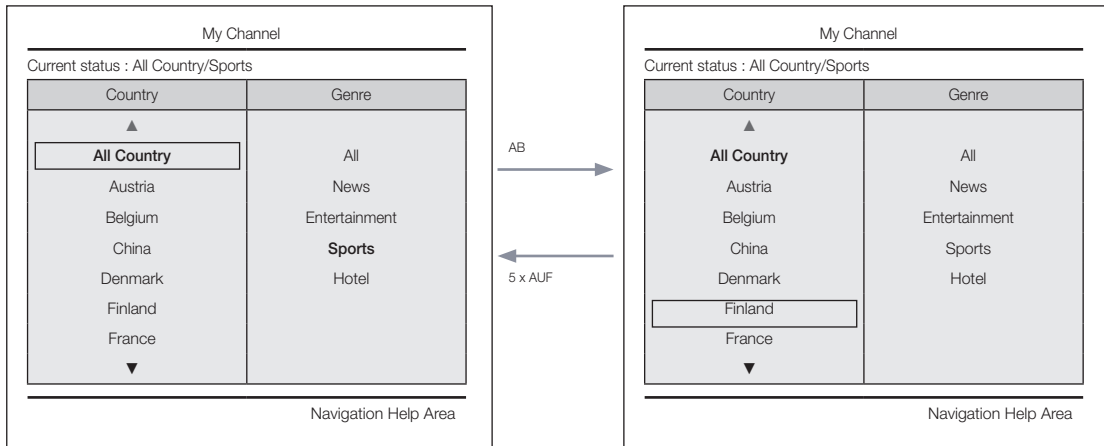 My Channel
Current status : All Country/Sports
Country Genre
▲
All Country All
Austria News
Belgium Entertainment
China Sports
Denmark Hotel
Finland
France
▼
Navigation Help Area
AB
5 x AUF
My Channel
Current status : All Country/Sports
Country Genre
▲
All Country All
Austria News
Belgium Entertainment
China Sports
Denmark Hotel
Finland
France
▼
Navigation Help Area